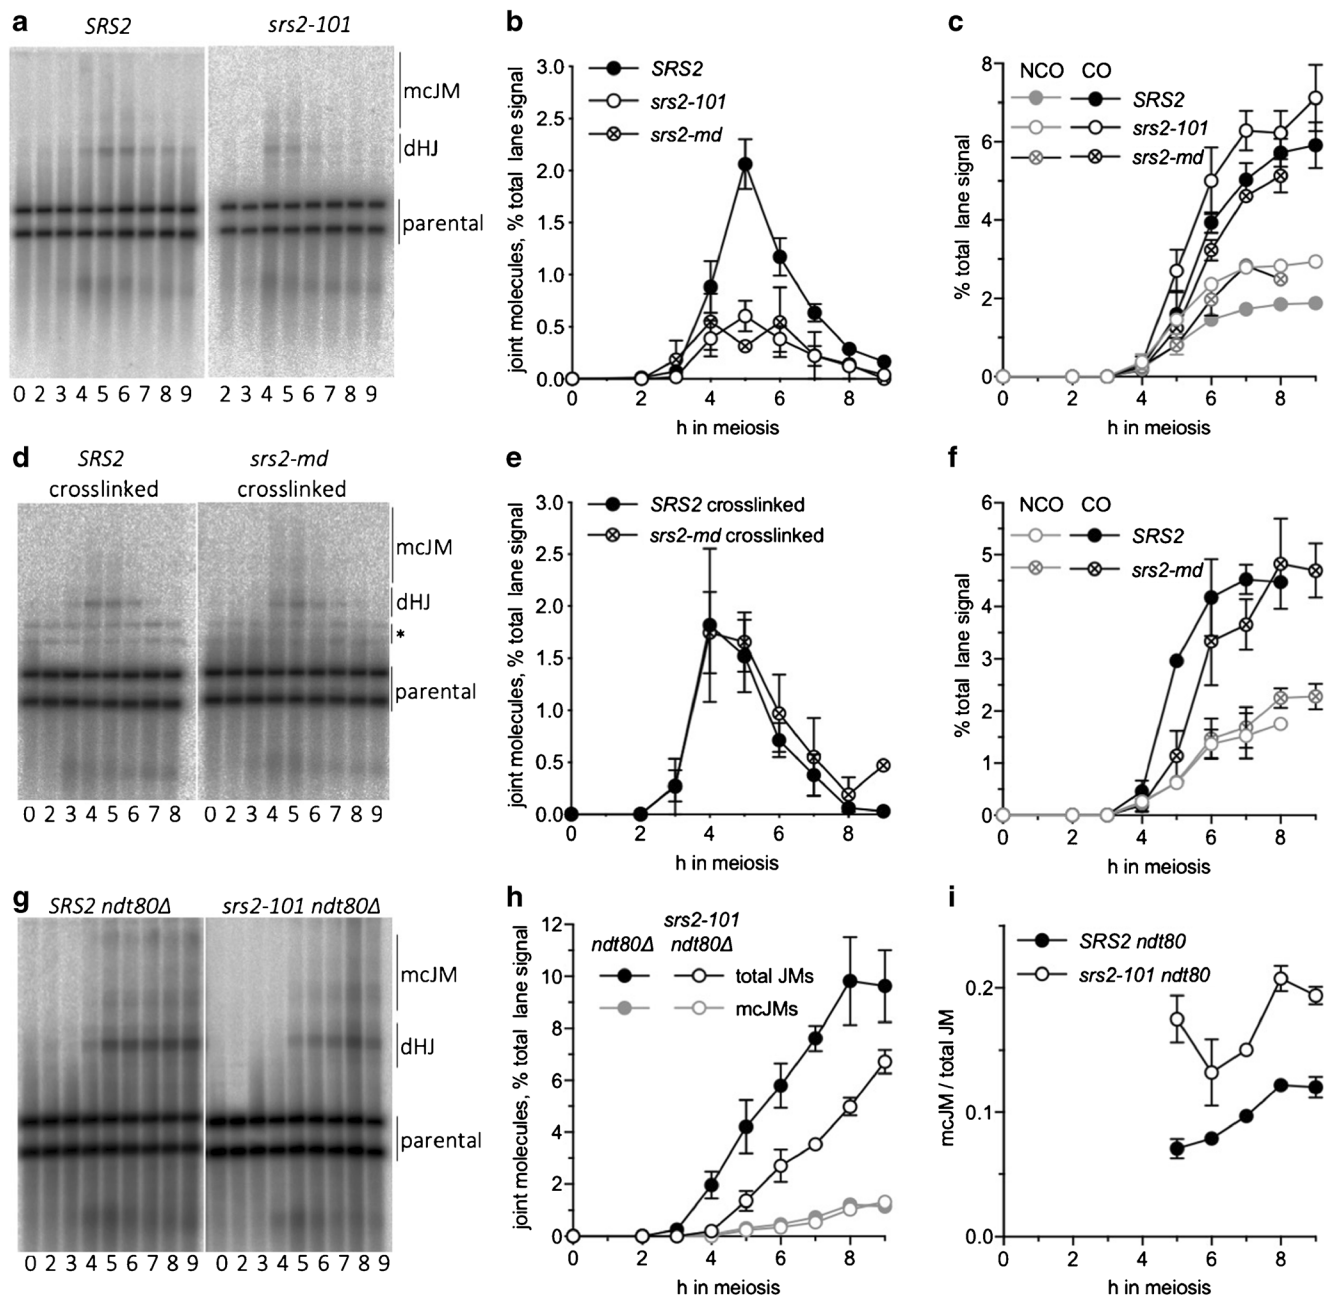 a
SRS2
srs2-101
mcJM
dHJ
parental
0 2 3 4 5 6 7 8 9
2 3 4 5 6 7 8 9
b
SRS2
srs2-101
srs2-md
joint molecules, % total lane signal
3.0
2.5
2.0
1.5
1.0
0.5
0.0
0 2 4 6 8
h in meiosis
c
NCO CO
SRS2
srs2-101
srs2-md
% total lane signal
8
6
4
2
0
0 2 4 6 8
h in meiosis
d
SRS2
crosslinked
srs2-md
crosslinked
mcJM
dHJ
*
parental
0 2 3 4 5 6 7 8
0 2 3 4 5 6 7 8 9
e
SRS2 crosslinked
srs2-md crosslinked
joint molecules, % total lane signal
3.0
2.5
2.0
1.5
1.0
0.5
0.0
0 2 4 6 8
h in meiosis
f
NCO CO
SRS2
srs2-md
% total lane signal
6
5
4
3
2
1
0
0 2 4 6 8
h in meiosis
g
SRS2 ndt80Δ
srs2-101 ndt80Δ
mcJM
dHJ
parental
0 2 3 4 5 6 7 8 9
0 2 3 4 5 6 7 8 9
h
srs2-101
ndt80Δ ndt80Δ
total JMs
mcJMs
joint molecules, % total lane signal
12
10
8
6
4
2
0
0 2 4 6 8
h in meiosis
i
SRS2 ndt80
srs2-101 ndt80
mcJM / total JM
0.2
0.1
0.0
0 2 4 6 8
h in meiosis